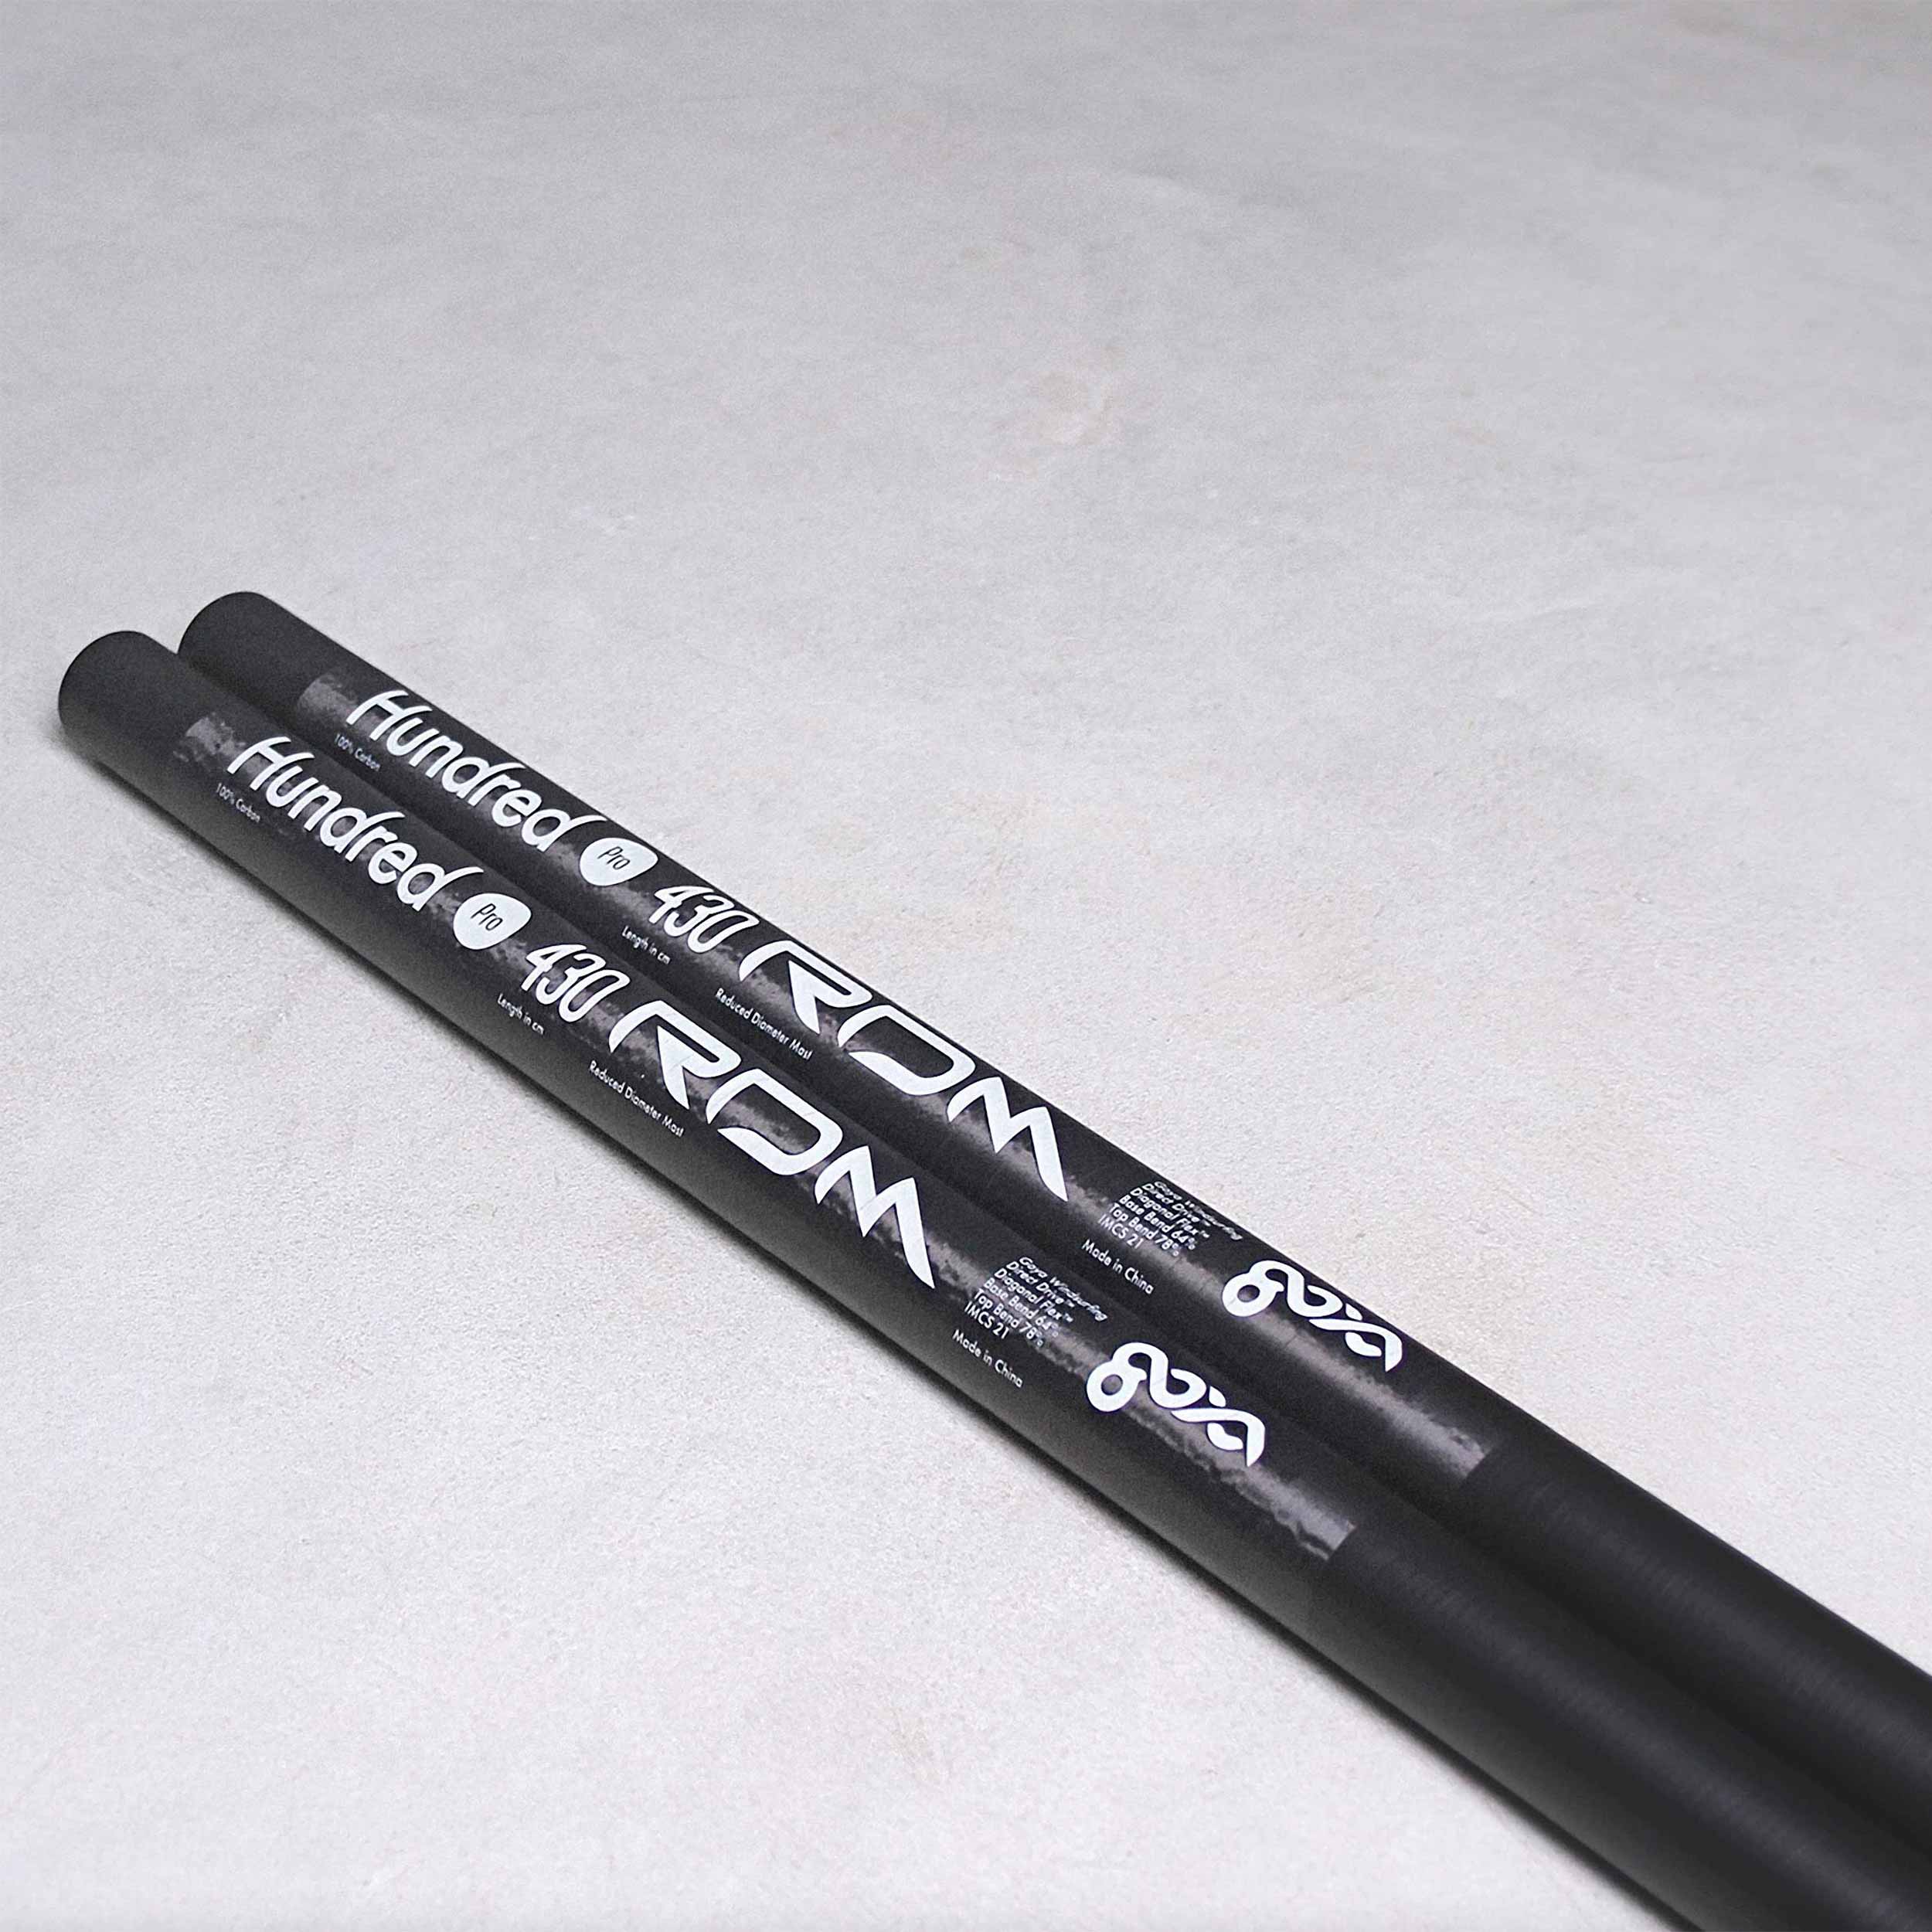 Hundred Pro 430 RDM
100% Carbon
Length in cm
Reduced Diameter Mast
Goya Windsurfing
Direct Drive™
Diagonal Flex™
Base Bend 64%
Top Bend 78%
IMCS 21
Made in China
goya
Hundred Pro 430 RDM
100% Carbon
Length in cm
Reduced Diameter Mast
Goya Windsurfing
Direct Drive™
Diagonal Flex™
Base Bend 64%
Top Bend 78%
IMCS 21
Made in China
goya